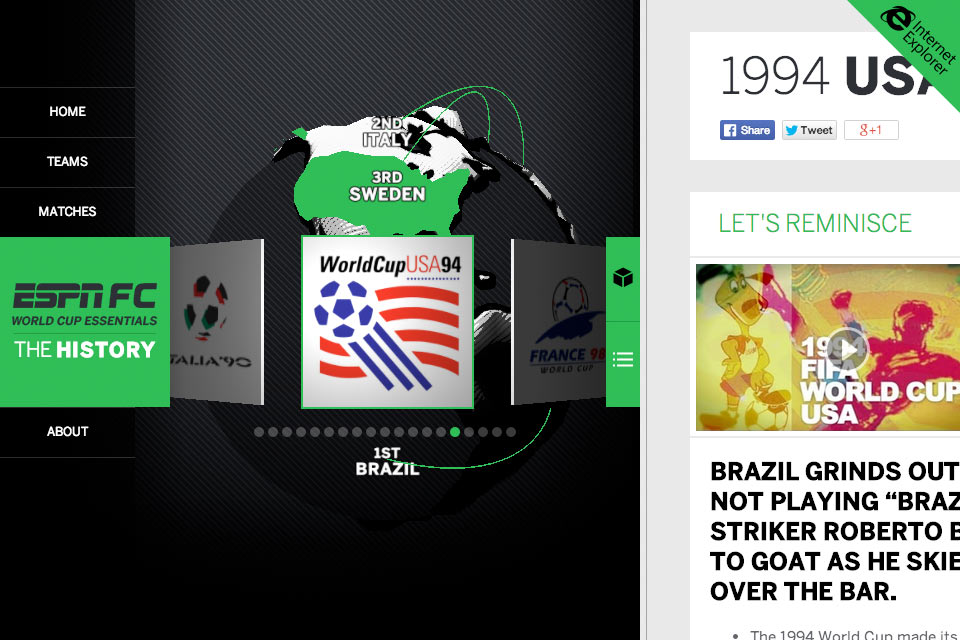 HOME
TEAMS
MATCHES
ESPN FC
WORLD CUP ESSENTIALS
THE HISTORY
ABOUT
2ND
ITALY
3RD
SWEDEN
WorldCupUSA94
TALIA'90
FRANCE 98
WORLD CUP
1ST
BRAZIL
Internet
Explorer
1994 USA
Share
Tweet
g+1
LET'S REMINISCE
1994
FIFA
WORLD CUP
USA
BRAZIL GRINDS OUT
NOT PLAYING “BRAZ
STRIKER ROBERTO B
TO GOAT AS HE SKIE
OVER THE BAR.
• The 1994 World Cup made its